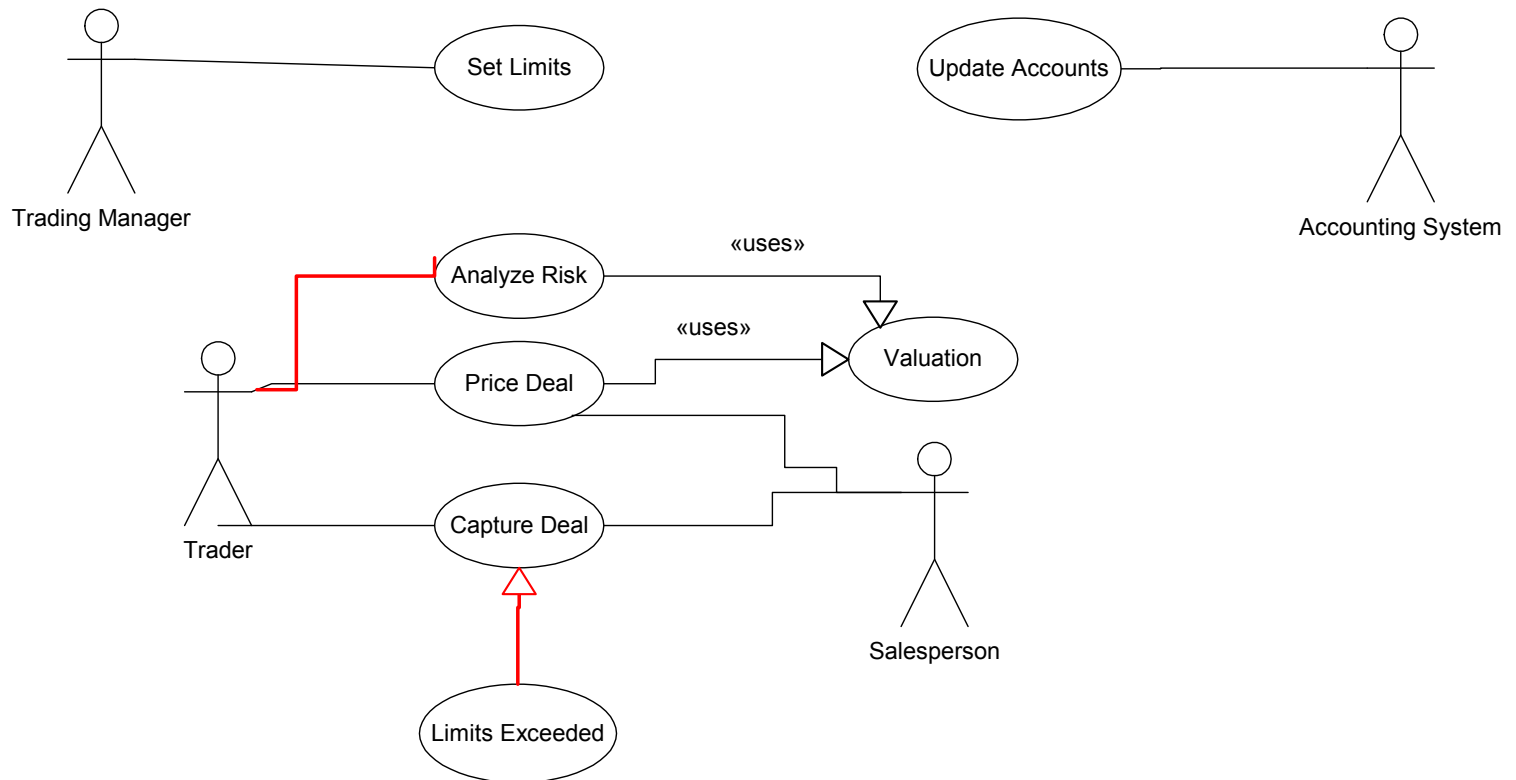 Set Limits
Update Accounts
Trading Manager
Accounting System
«uses»
Analyze Risk
«uses»
Valuation
Price Deal
Capture Deal
Trader
Salesperson
Limits Exceeded